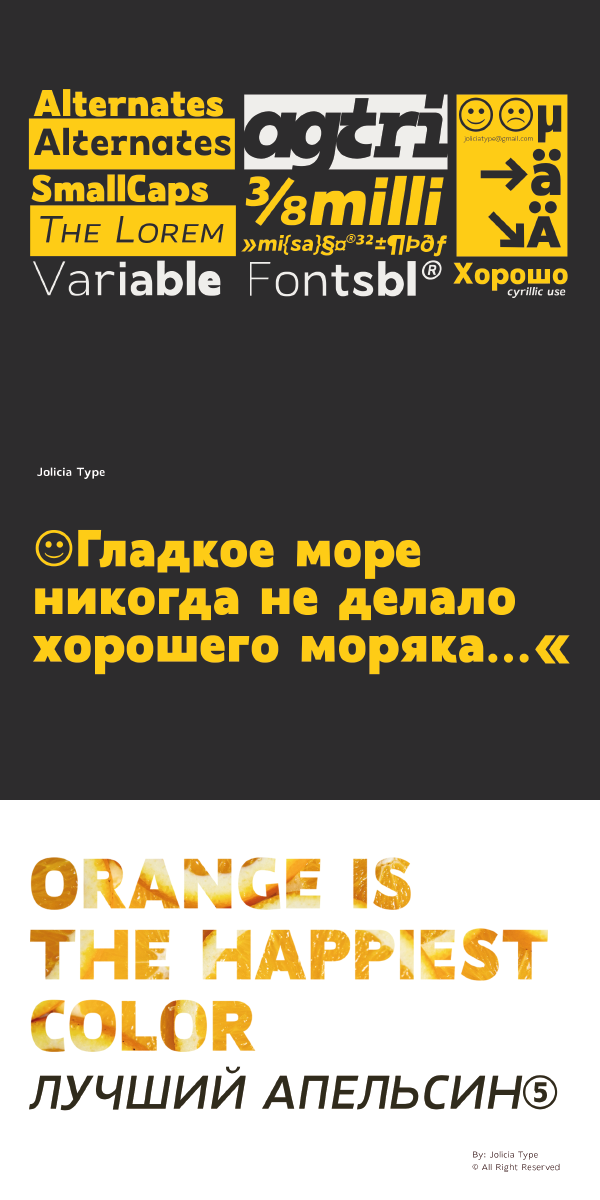 Alternates
Alternates
SmallCaps
The Lorem
Variable
agtri
⅜milli
»mi{sa}§¤®³²±¶Þ∂ƒ
Fontsbl®
☺☹µ
joliciatype@gmail.com
→ä
↘Ä
Хорошо
cyrillic use
Jolicia Type
☺Гладкое море
никогда не делало
хорошего моряка...«
ORANGE IS
THE HAPPIEST
COLOR
ЛУЧШИЙ АПЕЛЬСИН⑤
By: Jolicia Type
© All Right Reserved